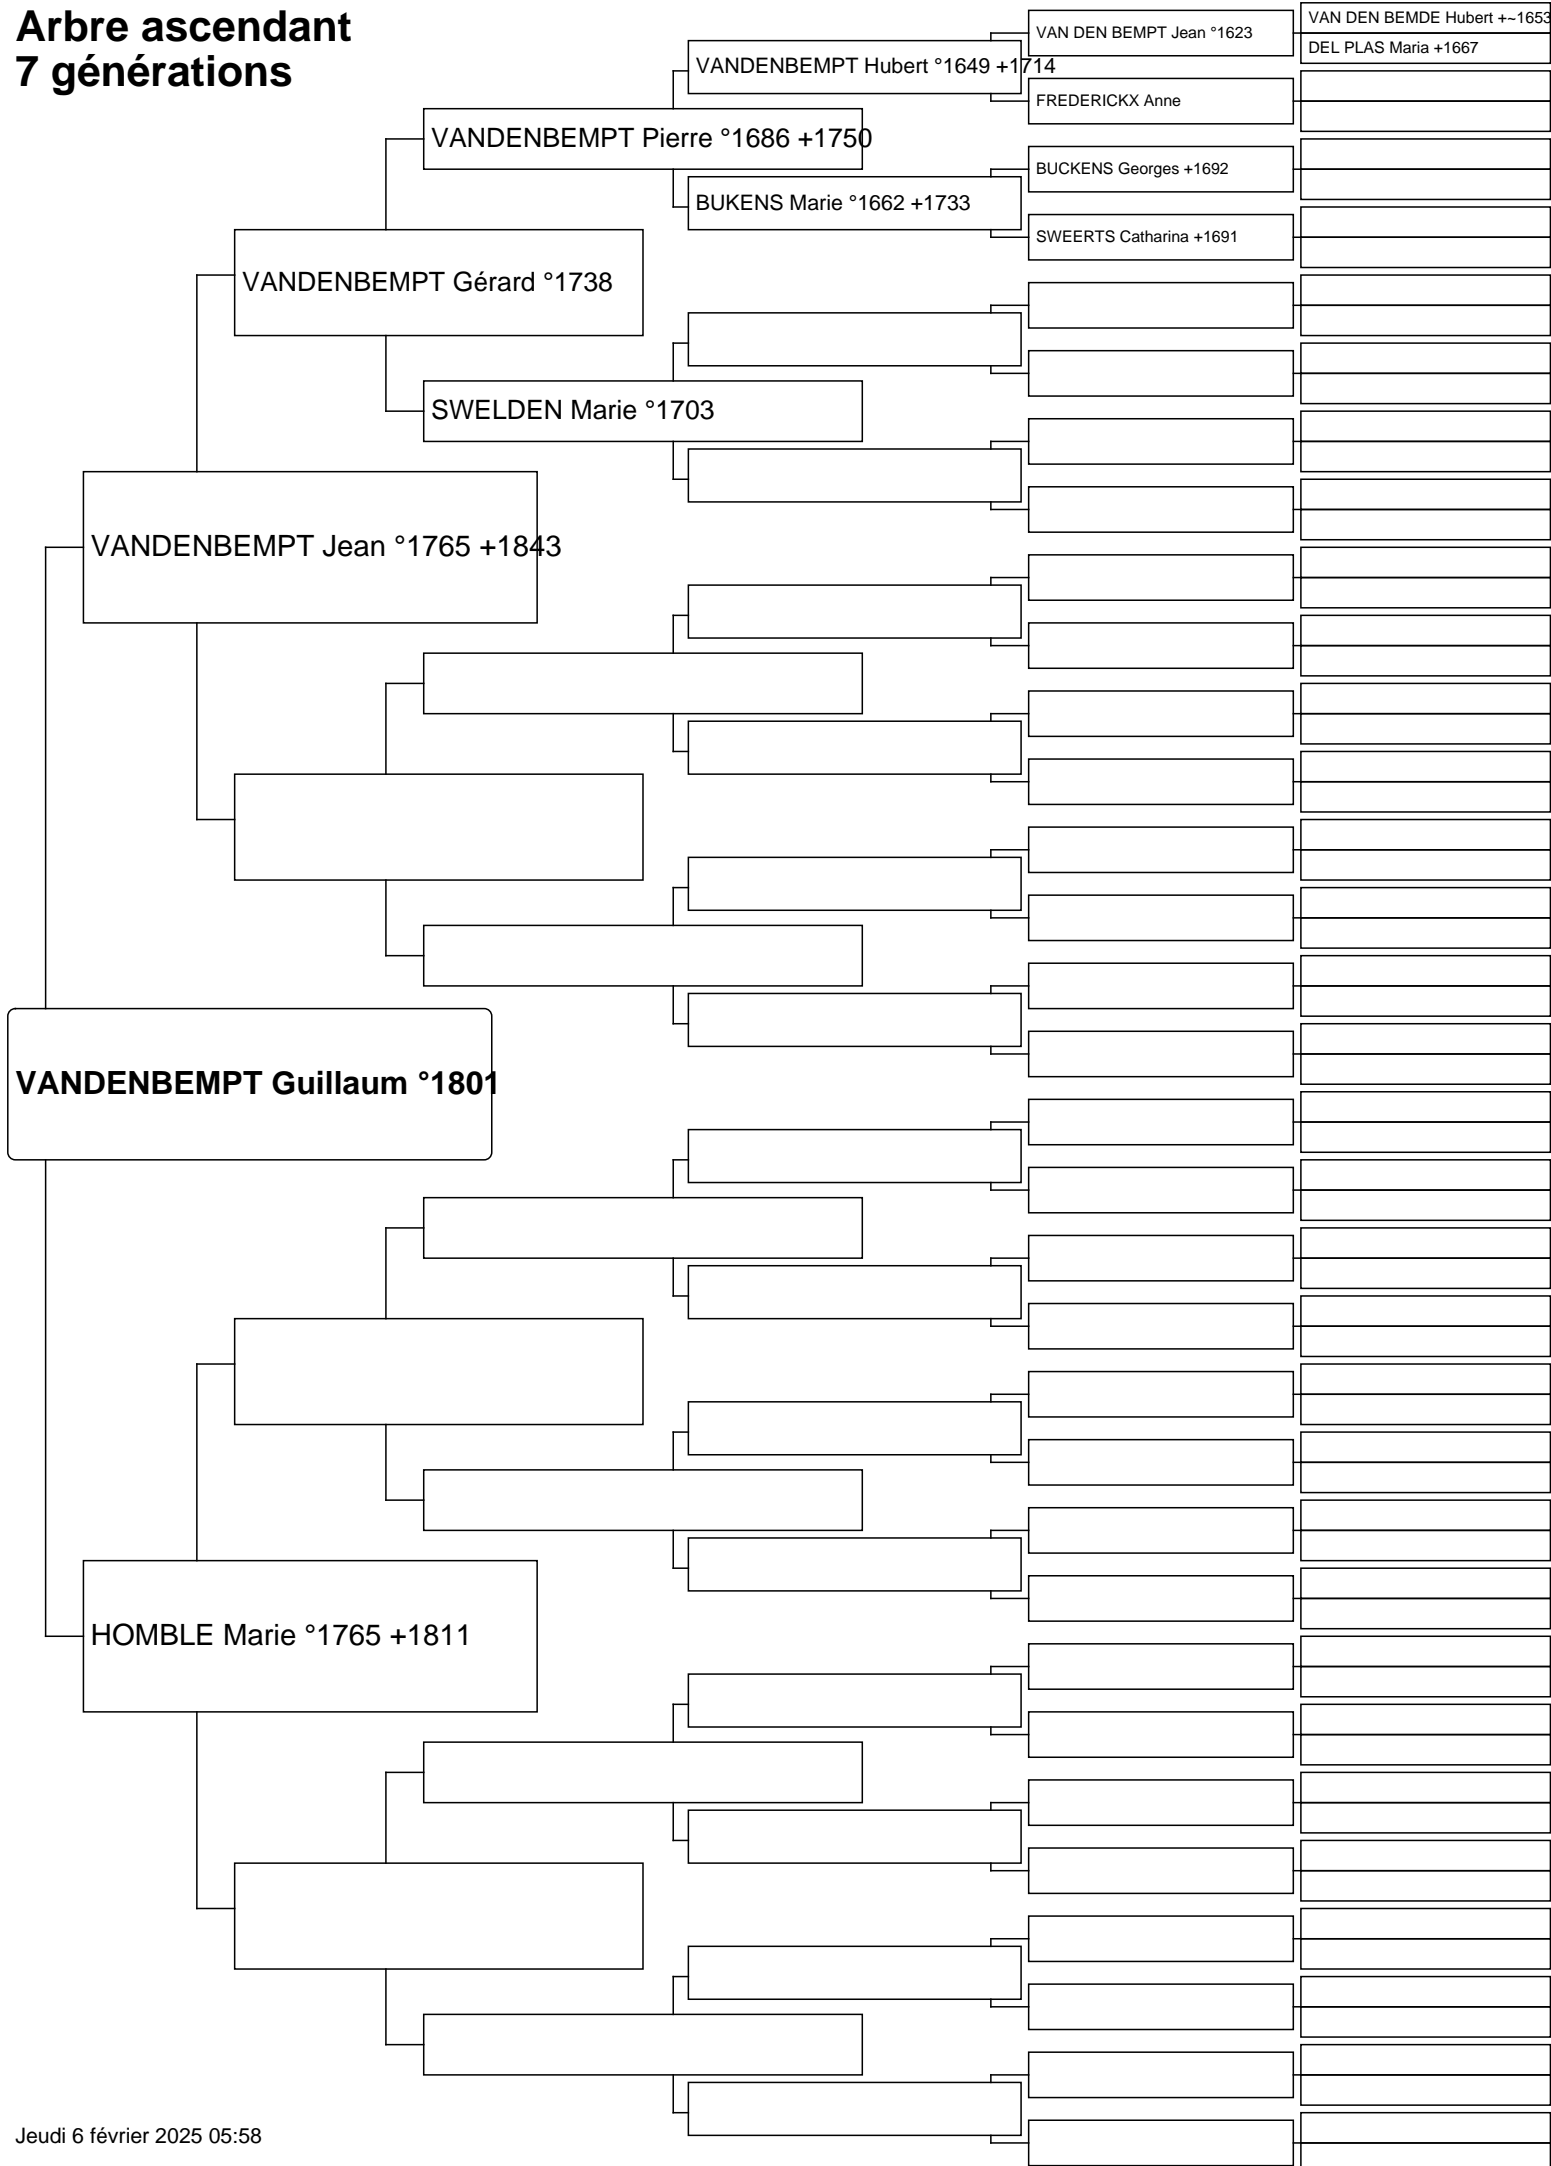 Arbre ascendant
7 générations
VAN DEN BEMDE Hubert +~1653
VAN DEN BEMPT Jean °1623
DEL PLAS Maria +1667
VANDENBEMPT Hubert °1649 +1714
FREDERICKX Anne
VANDENBEMPT Pierre °1686 +1750
BUCKENS Georges +1692
BUKENS Marie °1662 +1733
SWEERTS Catharina +1691
VANDENBEMPT Gérard °1738
SWELDEN Marie °1703
VANDENBEMPT Jean °1765 +1843
VANDENBEMPT Guillaum °1801
HOMBLE Marie °1765 +1811
Jeudi 6 février 2025 05:58